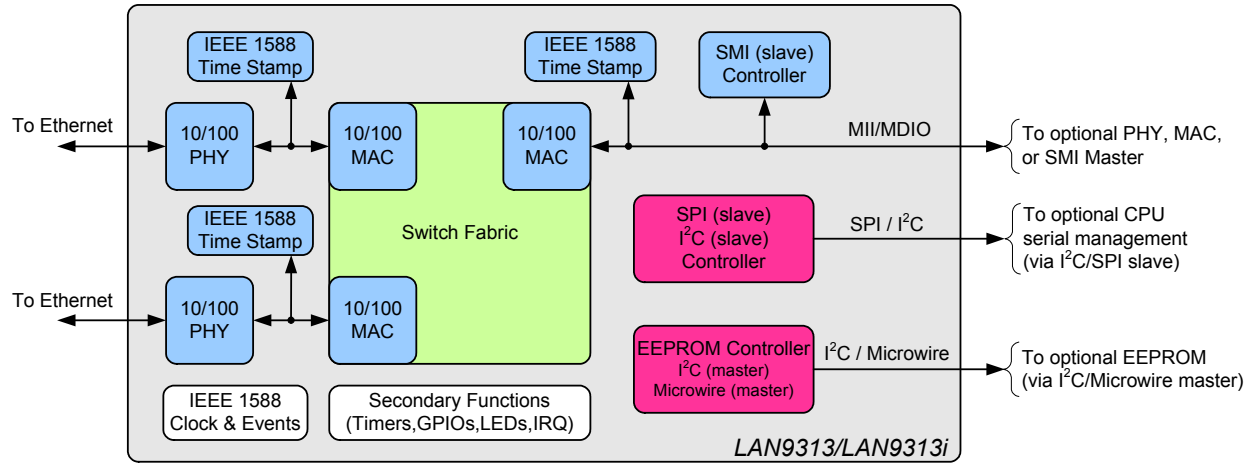 IEEE 1588
Time Stamp
IEEE 1588
Time Stamp
SMI (slave)
Controller
To Ethernet
10/100
PHY
10/100
MAC
10/100
MAC
MII/MDIO
To optional PHY, MAC,
or SMI Master
IEEE 1588
Time Stamp
Switch Fabric
SPI (slave)
I²C (slave)
Controller
SPI / I²C
To optional CPU
serial management
(via I²C/SPI slave)
To Ethernet
10/100
PHY
10/100
MAC
EEPROM Controller
I²C (master)
Microwire (master)
I²C / Microwire
To optional EEPROM
(via I²C/Microwire master)
IEEE 1588
Clock & Events
Secondary Functions
(Timers,GPIOs,LEDs,IRQ)
LAN9313/LAN9313i